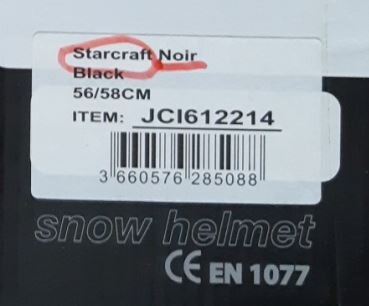 Starcraft Noir
Black
56/58CM
ITEM: JCI612214
3 660576 285088
snow helmet
CE EN 1077